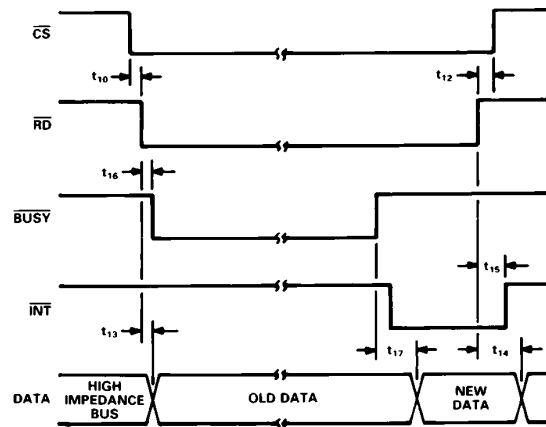 CS
t10
t12
RD
t16
BUSY
t15
INT
t13
t17
t14
DATA
HIGH
IMPEDANCE
BUS
OLD DATA
NEW
DATA